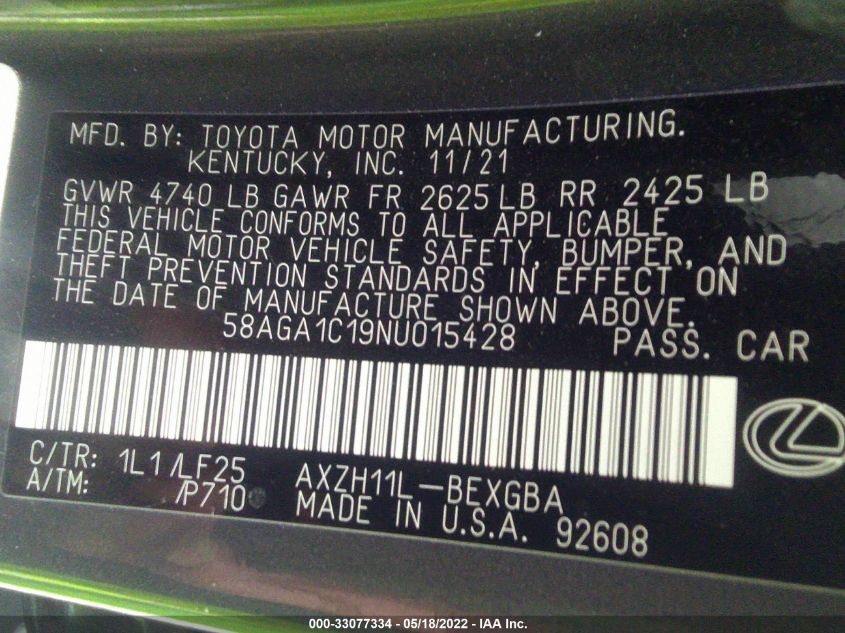 MFD. BY: TOYOTA MOTOR MANUFACTURING.
KENTUCKY, INC. 11/21
GVWR 4740 LB GAWR FR 2625 LB RR 2425 LB
THIS VEHICLE CONFORMS TO ALL APPLICABLE
FEDERAL MOTOR VEHICLE SAFETY, BUMPER, AND
THEFT PREVENTION STANDARDS IN EFFECT ON
THE DATE OF MANUFACTURE SHOWN ABOVE.
58AGA1C19NU015428 PASS. CAR
C/TR: 1L1/LF25 AXZH11L-BEXGBA
A/TM: /P710 MADE IN U.S.A. 92608
000-33077334 - 05/18/2022 - IAA Inc.